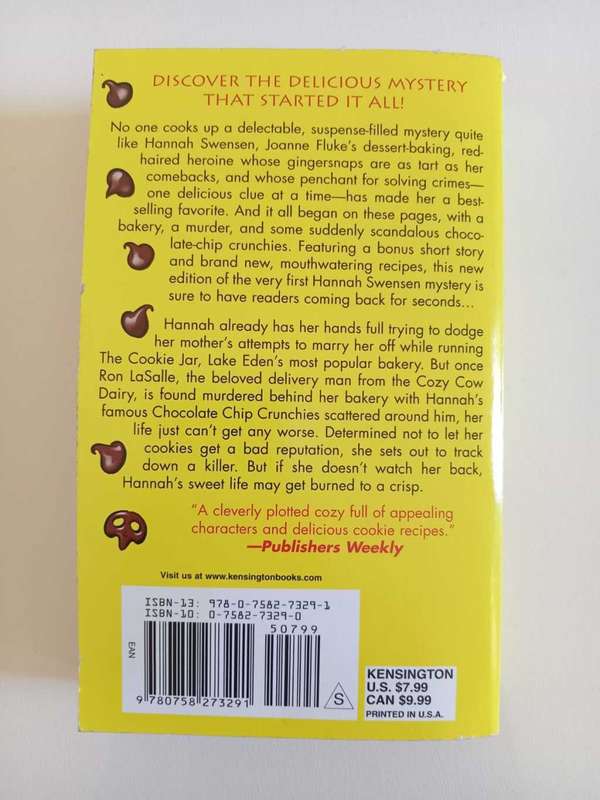 DISCOVER THE DELICIOUS MYSTERY
THAT STARTED IT ALL!
No one cooks up a delectable, suspense-filled mystery quite
like Hannah Swensen, Joanne Fluke's dessert-baking, red-
haired heroine whose gingersnaps are as tart as her
comebacks, and whose penchant for solving crimes—
one delicious clue at a time—has made her a best-
selling favorite. And it all began on these pages, with a
bakery, a murder, and some suddenly scandalous choco-
late-chip crunchies. Featuring a bonus short story
and brand new, mouthwatering recipes, this new
edition of the very first Hannah Swensen mystery is
sure to have readers coming back for seconds...
Hannah already has her hands full trying to dodge
her mother's attempts to marry her off while running
The Cookie Jar, Lake Eden's most popular bakery. But once
Ron LaSalle, the beloved delivery man from the Cozy Cow
Dairy, is found murdered behind her bakery with Hannah's
famous Chocolate Chip Crunchies scattered around him, her
life just can't get any worse. Determined not to let her
cookies get a bad reputation, she sets out to track
down a killer. But if she doesn't watch her back,
Hannah's sweet life may get burned to a crisp.
"A cleverly plotted cozy full of appealing
characters and delicious cookie recipes."
—Publishers Weekly
Visit us at www.kensingtonbooks.com
ISBN-13: 978-0-7582-7329-1
ISBN-10: 0-7582-7329-0
50799
EAN
9 780758 273291
S
KENSINGTON
U.S. $7.99
CAN $9.99
PRINTED IN U.S.A.